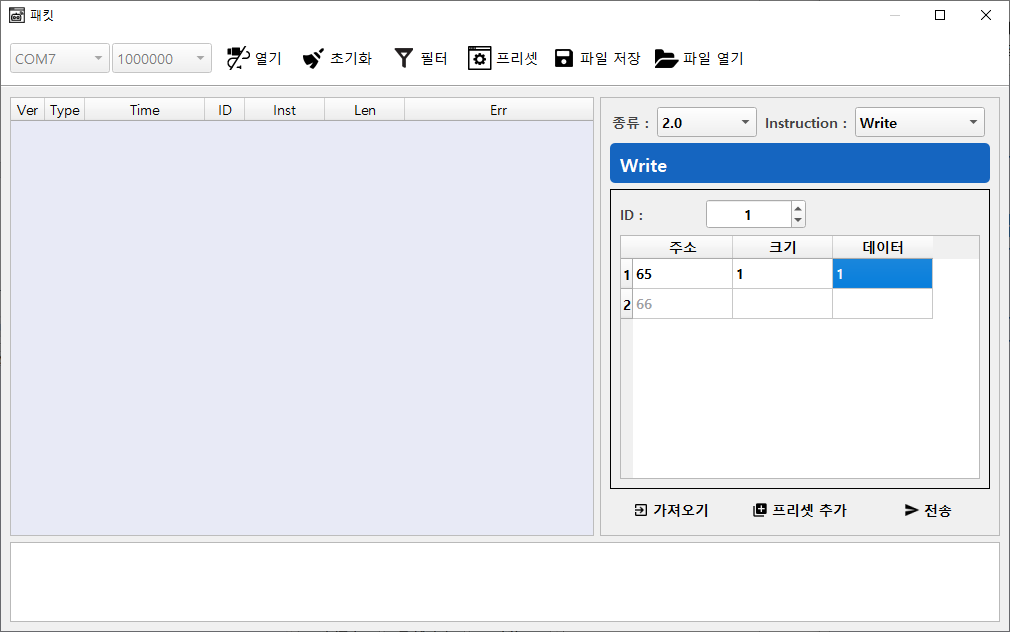 패킷
COM7 1000000 열기 초기화 필터 프리셋 파일 저장 파일 열기
Ver Type Time ID Inst Len Err
종류 : 2.0 Instruction : Write
Write
ID : 1
주소 크기 데이터
1 65 1 1
2 66
가져오기 프리셋 추가 전송